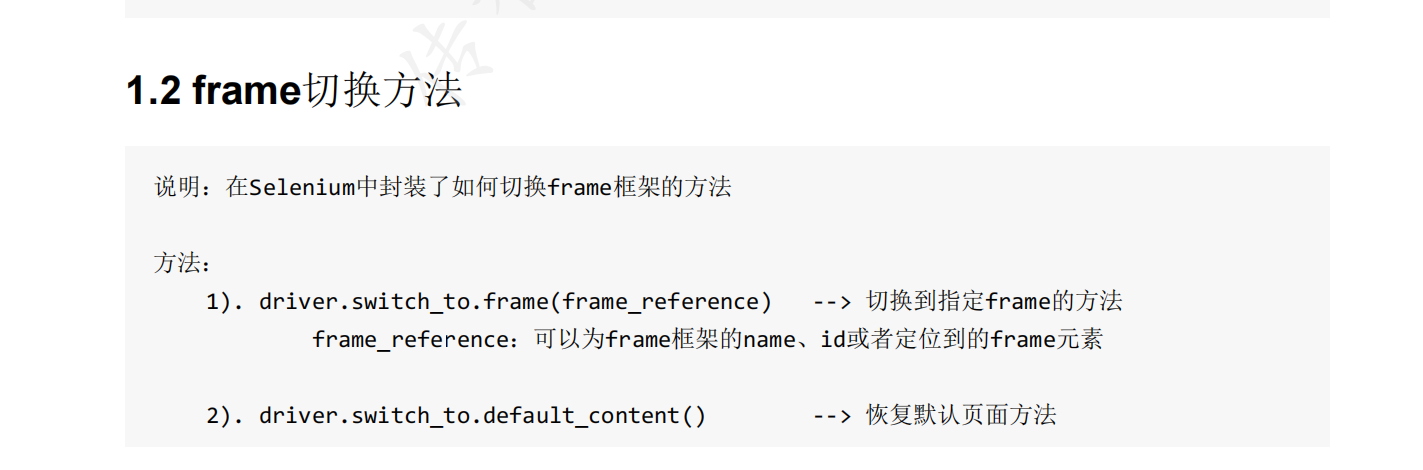 1.2 frame切换方法
说明：在Selenium中封装了如何切换frame框架的方法
方法：
1). driver.switch_to.frame(frame_reference) --> 切换到指定frame的方法
frame_reference：可以为frame框架的name、id或者定位到的frame元素
2). driver.switch_to.default_content() --> 恢复默认页面方法